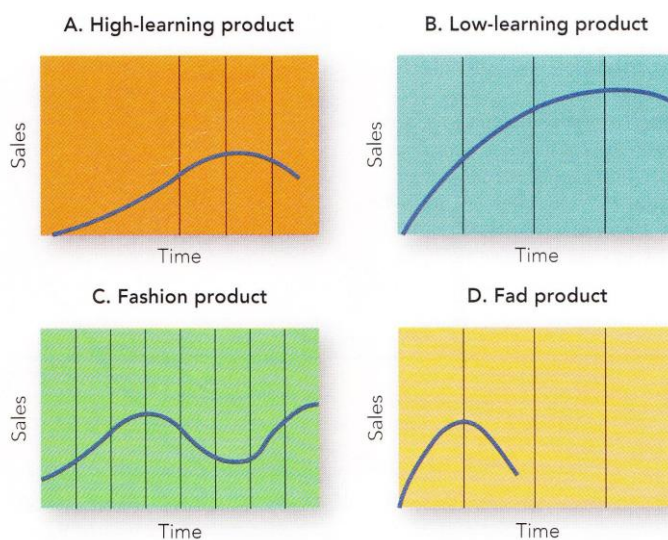 A. High-learning product
B. Low-learning product
Sales
Sales
Time
Time
C. Fashion product
D. Fad product
Sales
Sales
Time
Time